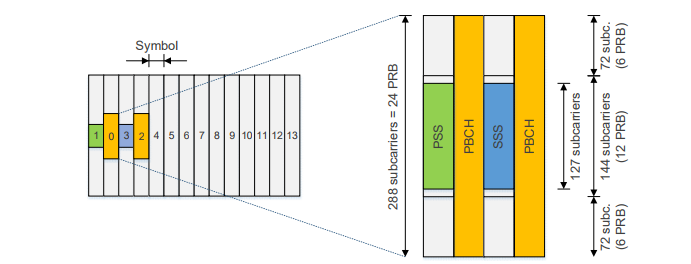 Symbol
1 0 3 2 4 5 6 7 8 9 10 11 12 13
288 subcarriers = 24 PRB
PSS
PBCH
SSS
PBCH
127 subcarriers
72 subc.
(6 PRB)
144 subcarriers
(12 PRB)
72 subc.
(6 PRB)